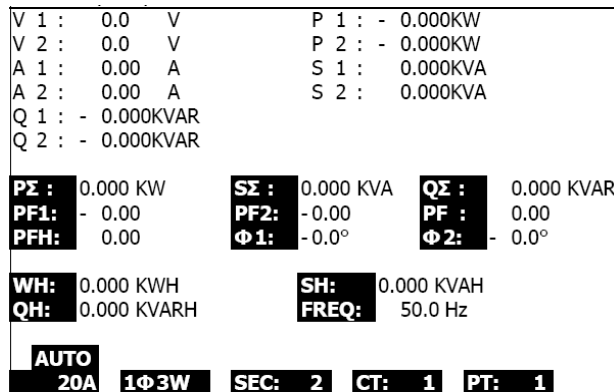 V 1 : 0.0 V P 1 : - 0.000KW
V 2 : 0.0 V P 2 : - 0.000KW
A 1 : 0.00 A S 1 : 0.000KVA
A 2 : 0.00 A S 2 : 0.000KVA
Q 1 : - 0.000KVAR
Q 2 : - 0.000KVAR
PΣ : 0.000 KW SΣ : 0.000 KVA QΣ : 0.000 KVAR
PF1: - 0.00 PF2: -0.00 PF : 0.00
PFH: 0.00 Φ1: -0.0° Φ2: - 0.0°
WH: 0.000 KWH SH: 0.000 KVAH
QH: 0.000 KVARH FREQ: 50.0 Hz
AUTO
20A 1Φ3W SEC: 2 CT: 1 PT: 1